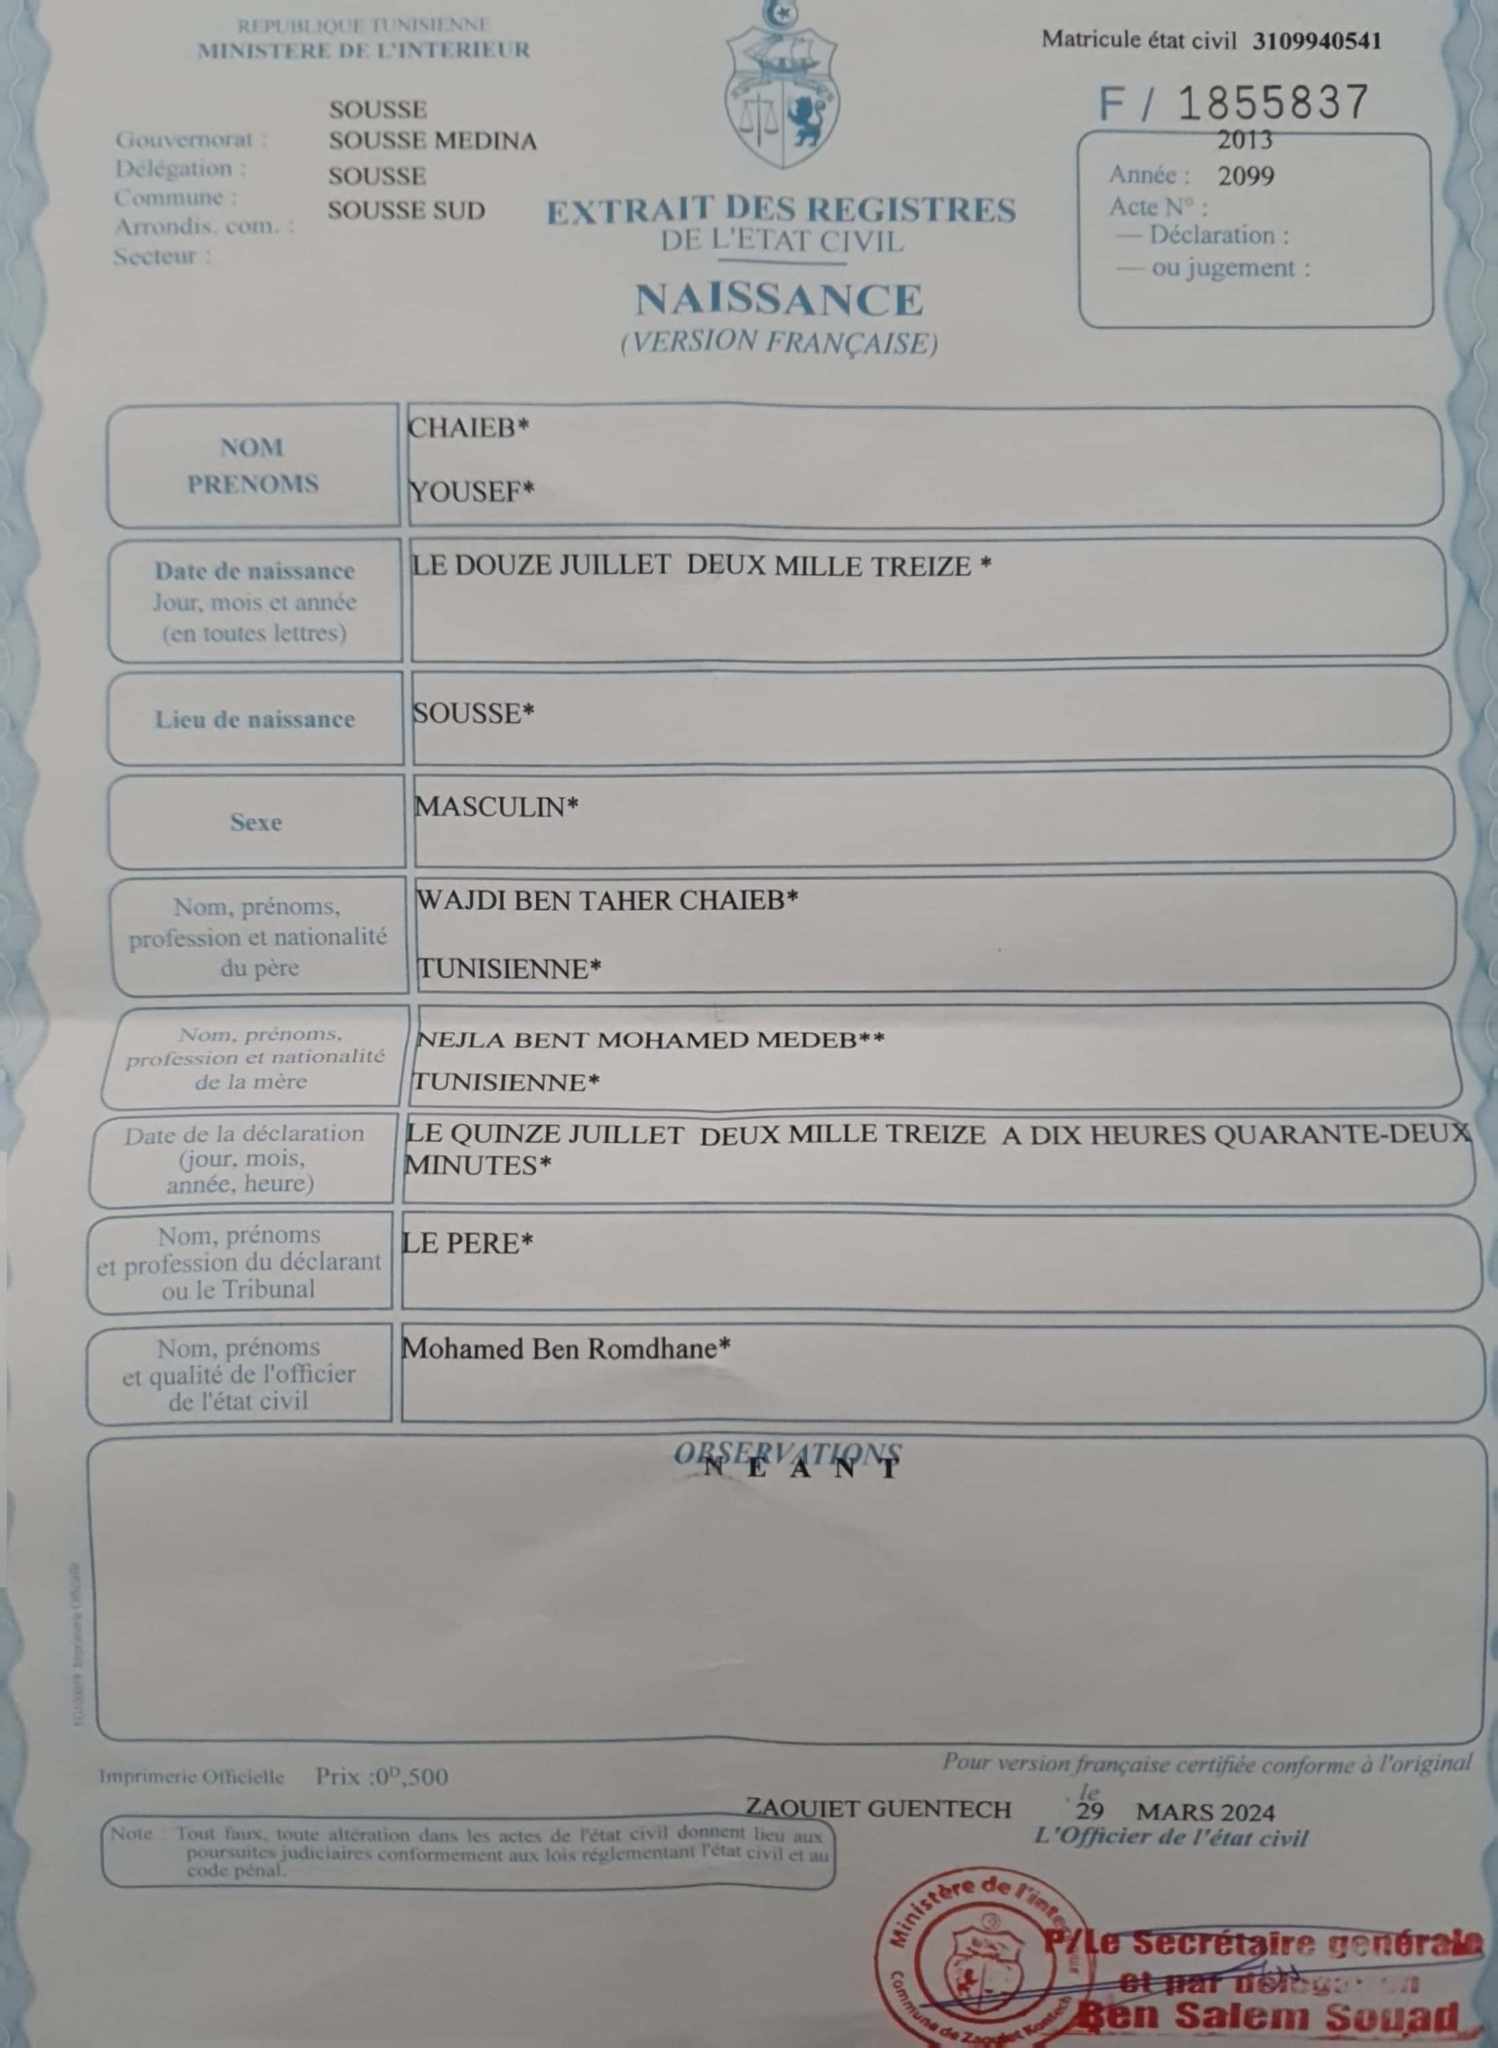 REPUBLIQUE TUNISIENNE
MINISTERE DE L'INTERIEUR
Matricule état civil 3109940541
F / 1855837
SOUSSE
Gouvernorat : SOUSSE MEDINA
Délégation : SOUSSE
Commune : SOUSSE SUD
Arrondis. com. :
Secteur :
2013
Année : 2099
Acte N° :
— Déclaration :
— ou jugement :
EXTRAIT DES REGISTRES
DE L'ETAT CIVIL
NAISSANCE
(VERSION FRANÇAISE)
NOM
PRENOMS
CHAIEB*
YOUSEF*
Date de naissance
Jour, mois et année
(en toutes lettres)
LE DOUZE JUILLET DEUX MILLE TREIZE *
Lieu de naissance
SOUSSE*
Sexe
MASCULIN*
Nom, prénoms,
profession et nationalité
du père
WAJDI BEN TAHER CHAIEB*
TUNISIENNE*
Nom, prénoms,
profession et nationalité
de la mère
NEJLA BENT MOHAMED MEDEB**
TUNISIENNE*
Date de la déclaration
(jour, mois,
année, heure)
LE QUINZE JUILLET DEUX MILLE TREIZE A DIX HEURES QUARANTE-DEUX
MINUTES*
Nom, prénoms
et profession du déclarant
ou le Tribunal
LE PERE*
Nom, prénoms
et qualité de l'officier
de l'état civil
Mohamed Ben Romdhane*
OBSERVATIONS
N E A N T
Imprimerie Officielle Prix :0ᴰ,500
Pour version française certifiée conforme à l'original
le
ZAOUIET GUENTECH 29 MARS 2024
L'Officier de l'état civil
Note : Tout faux, toute altération dans les actes de l'état civil donnent lieu aux
poursuites judiciaires conformement aux lois réglementant l'état civil et au
code pénal.
Ministère de l'inte
Commune de Zaouiet Kontech
P/Le Secrétaire générale
et par
Ben Salem Souad